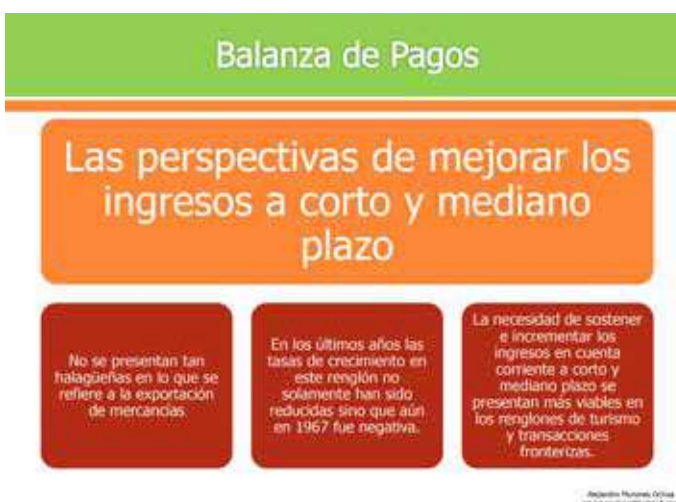 Balanza de Pagos
Las perspectivas de mejorar los
ingresos a corto y mediano
plazo
No se presentan tan
halagüeñas en lo que se
refiere a la exportación
de mercancías
En los últimos años las
tasas de crecimiento en
este renglón no
solamente han sido
reducidas sino que aún
en 1967 fue negativa.
La necesidad de sostener
e incrementar los
ingresos en cuenta
corriente a corto y
mediano plazo se
presentan más viables en
los renglones de turismo
y transacciones
fronterizas.
Alejandro